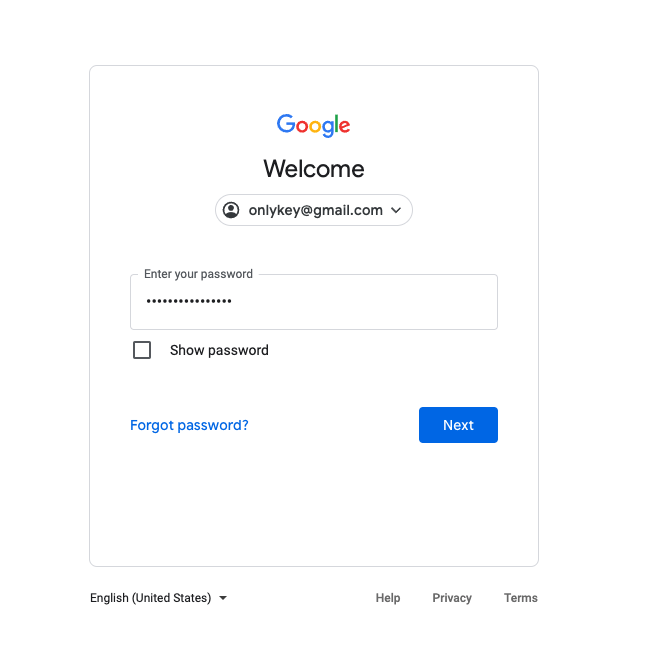 Google
Welcome
onlykey@gmail.com
Enter your password
••••••••••••••••
Show password
Forgot password? Next
English (United States) Help Privacy Terms